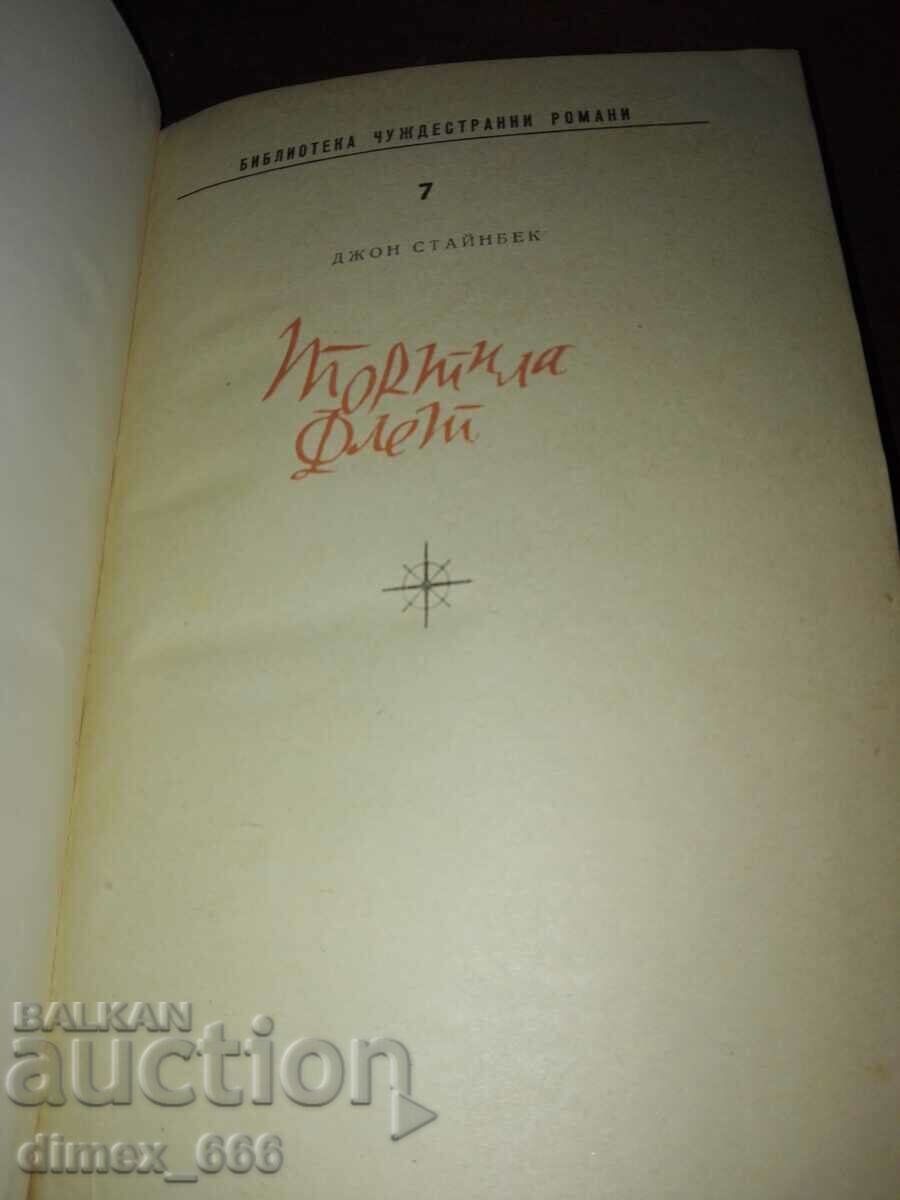 БИБЛИОТЕКА ЧУЖДЕСТРАННИ РОМАНИ
7
ДЖОН СТАЙНБЕК
Тортила
Флет
BALKAN
auction
dimex_666